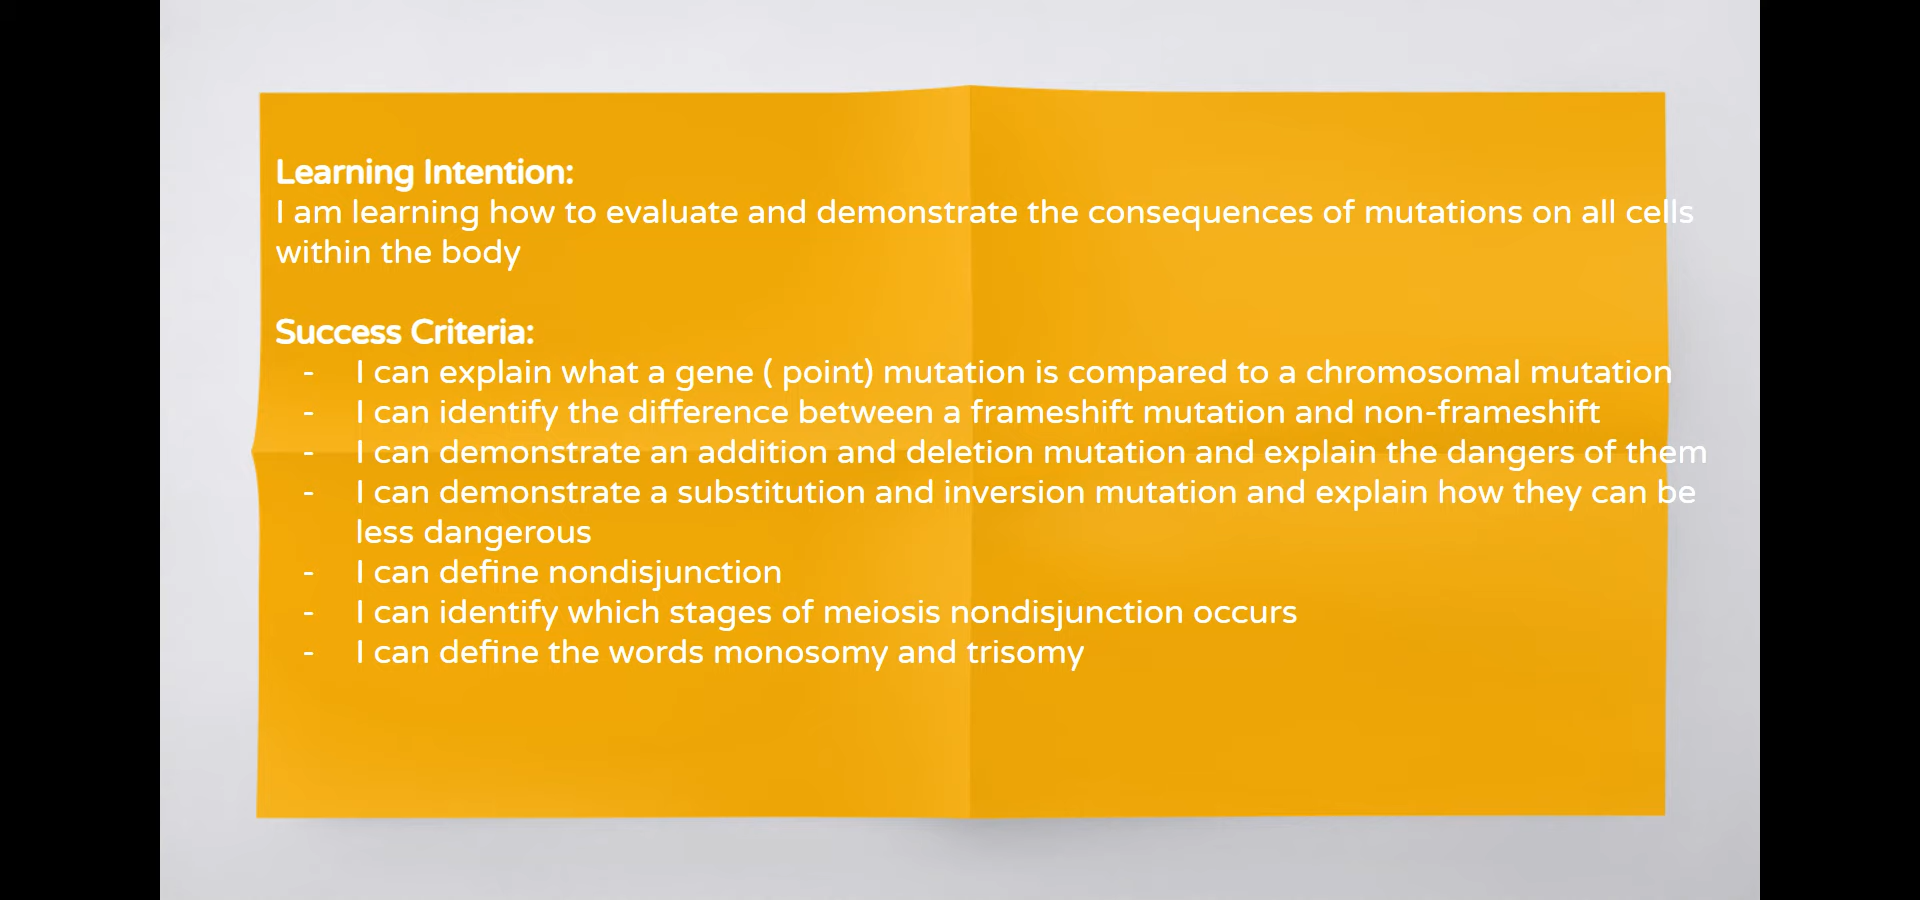 Learning Intention:
I am learning how to evaluate and demonstrate the consequences of mutations on all cells
within the body
Success Criteria:
- I can explain what a gene ( point) mutation is compared to a chromosomal mutation
- I can identify the difference between a frameshift mutation and non-frameshift
- I can demonstrate an addition and deletion mutation and explain the dangers of them
- I can demonstrate a substitution and inversion mutation and explain how they can be
less dangerous
- I can define nondisjunction
- I can identify which stages of meiosis nondisjunction occurs
- I can define the words monosomy and trisomy